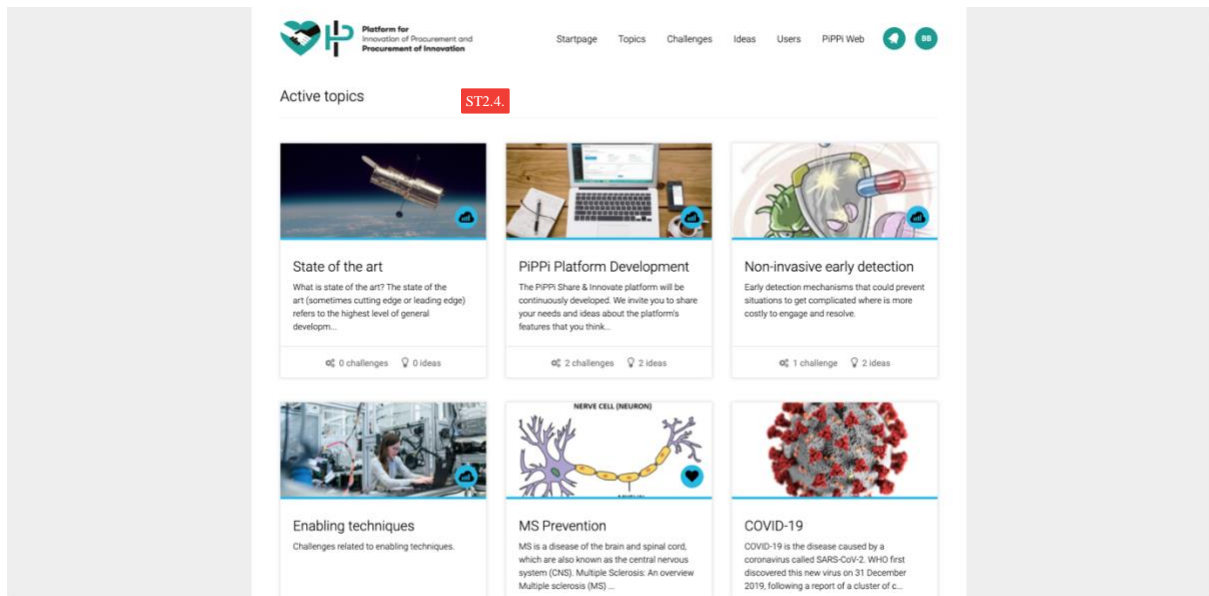 Platform for
Innovation of Procurement and
Procurement of Innovation
Startpage Topics Challenges Ideas Users PiPPi Web BB
Active topics
ST2.4.
State of the art
What is state of the art? The state of the
art (sometimes cutting edge or leading edge)
refers to the highest level of general
developm...
0 challenges 0 ideas
PiPPi Platform Development
The PiPPi Share & Innovate platform will be
continuously developed. We invite you to share
your needs and ideas about the platform's
features that you think...
2 challenges 2 ideas
Non-invasive early detection
Early detection mechanisms that could prevent
situations to get complicated where is more
costly to engage and resolve.
1 challenge 2 ideas
Enabling techniques
Challenges related to enabling techniques.
NERVE CELL (NEURON)
MS Prevention
MS is a disease of the brain and spinal cord,
which are also known as the central nervous
system (CNS). Multiple Sclerosis: An overview
Multiple sclerosis (MS) ...
COVID-19
COVID-19 is the disease caused by a
coronavirus called SARS-CoV-2. WHO first
discovered this new virus on 31 December
2019, following a report of a cluster of c...